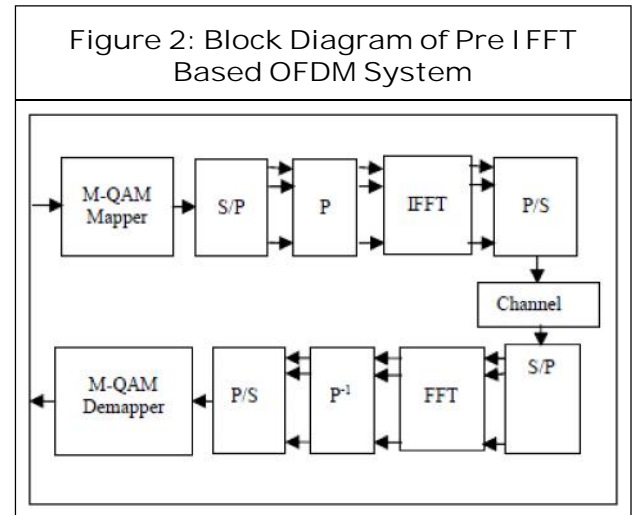 Figure 2: Block Diagram of Pre IFFT
Based OFDM System
M-QAM
Mapper
S/P
P
IFFT
P/S
Channel
S/P
FFT
P-1
P/S
M-QAM
Demapper